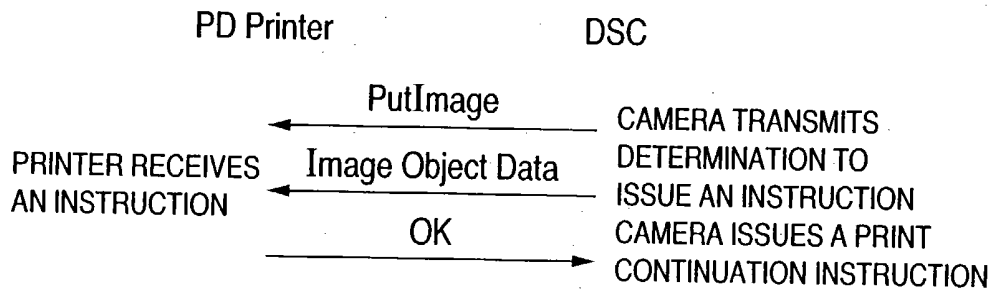 PD Printer DSC
PutImage
CAMERA TRANSMITS
DETERMINATION TO
ISSUE AN INSTRUCTION
PRINTER RECEIVES
AN INSTRUCTION
Image Object Data
OK
CAMERA ISSUES A PRINT
CONTINUATION INSTRUCTION